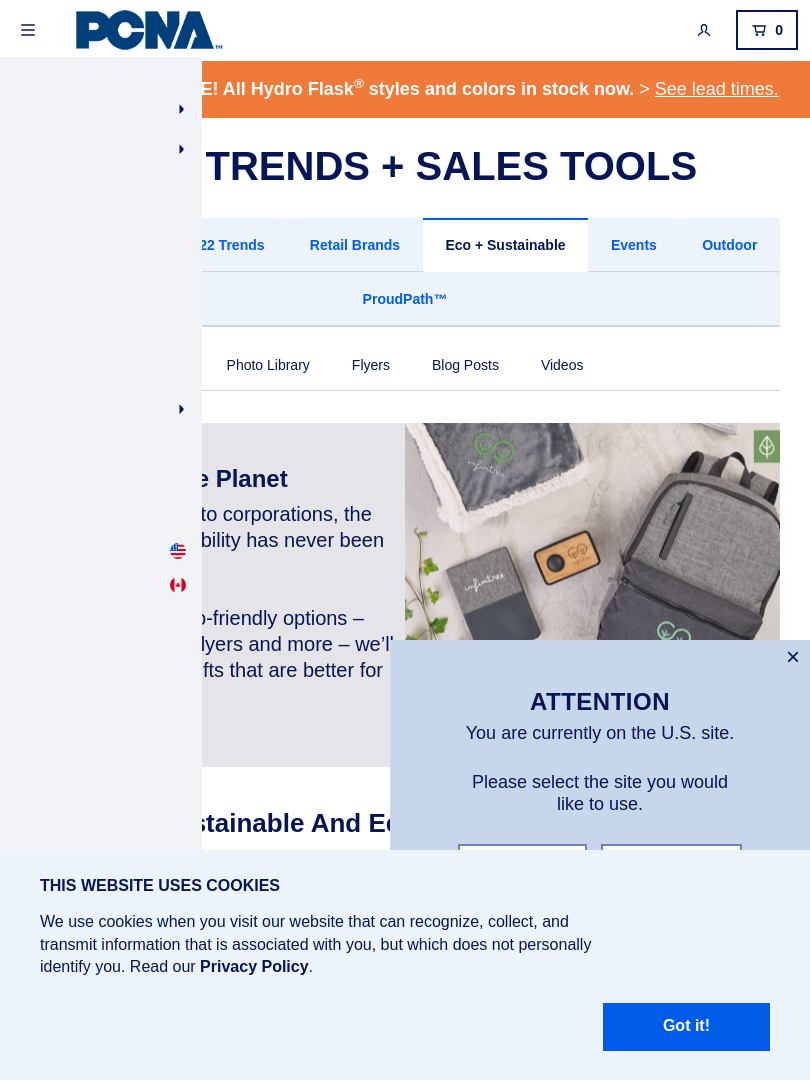 PCNA™
0
E! All Hydro Flask® styles and colors in stock now. > See lead times.
TRENDS + SALES TOOLS
22 Trends
Retail Brands
Eco + Sustainable
Events
Outdoor
ProudPath™
Photo Library
Flyers
Blog Posts
Videos
e Planet
to corporations, the
bility has never been
o-friendly options –
lyers and more – we'll
fts that are better for
infinitree
infinitree
×
ATTENTION
You are currently on the U.S. site.
Please select the site you would
like to use.
stainable And Ec
THIS WEBSITE USES COOKIES
We use cookies when you visit our website that can recognize, collect, and
transmit information that is associated with you, but which does not personally
identify you. Read our Privacy Policy.
Got it!